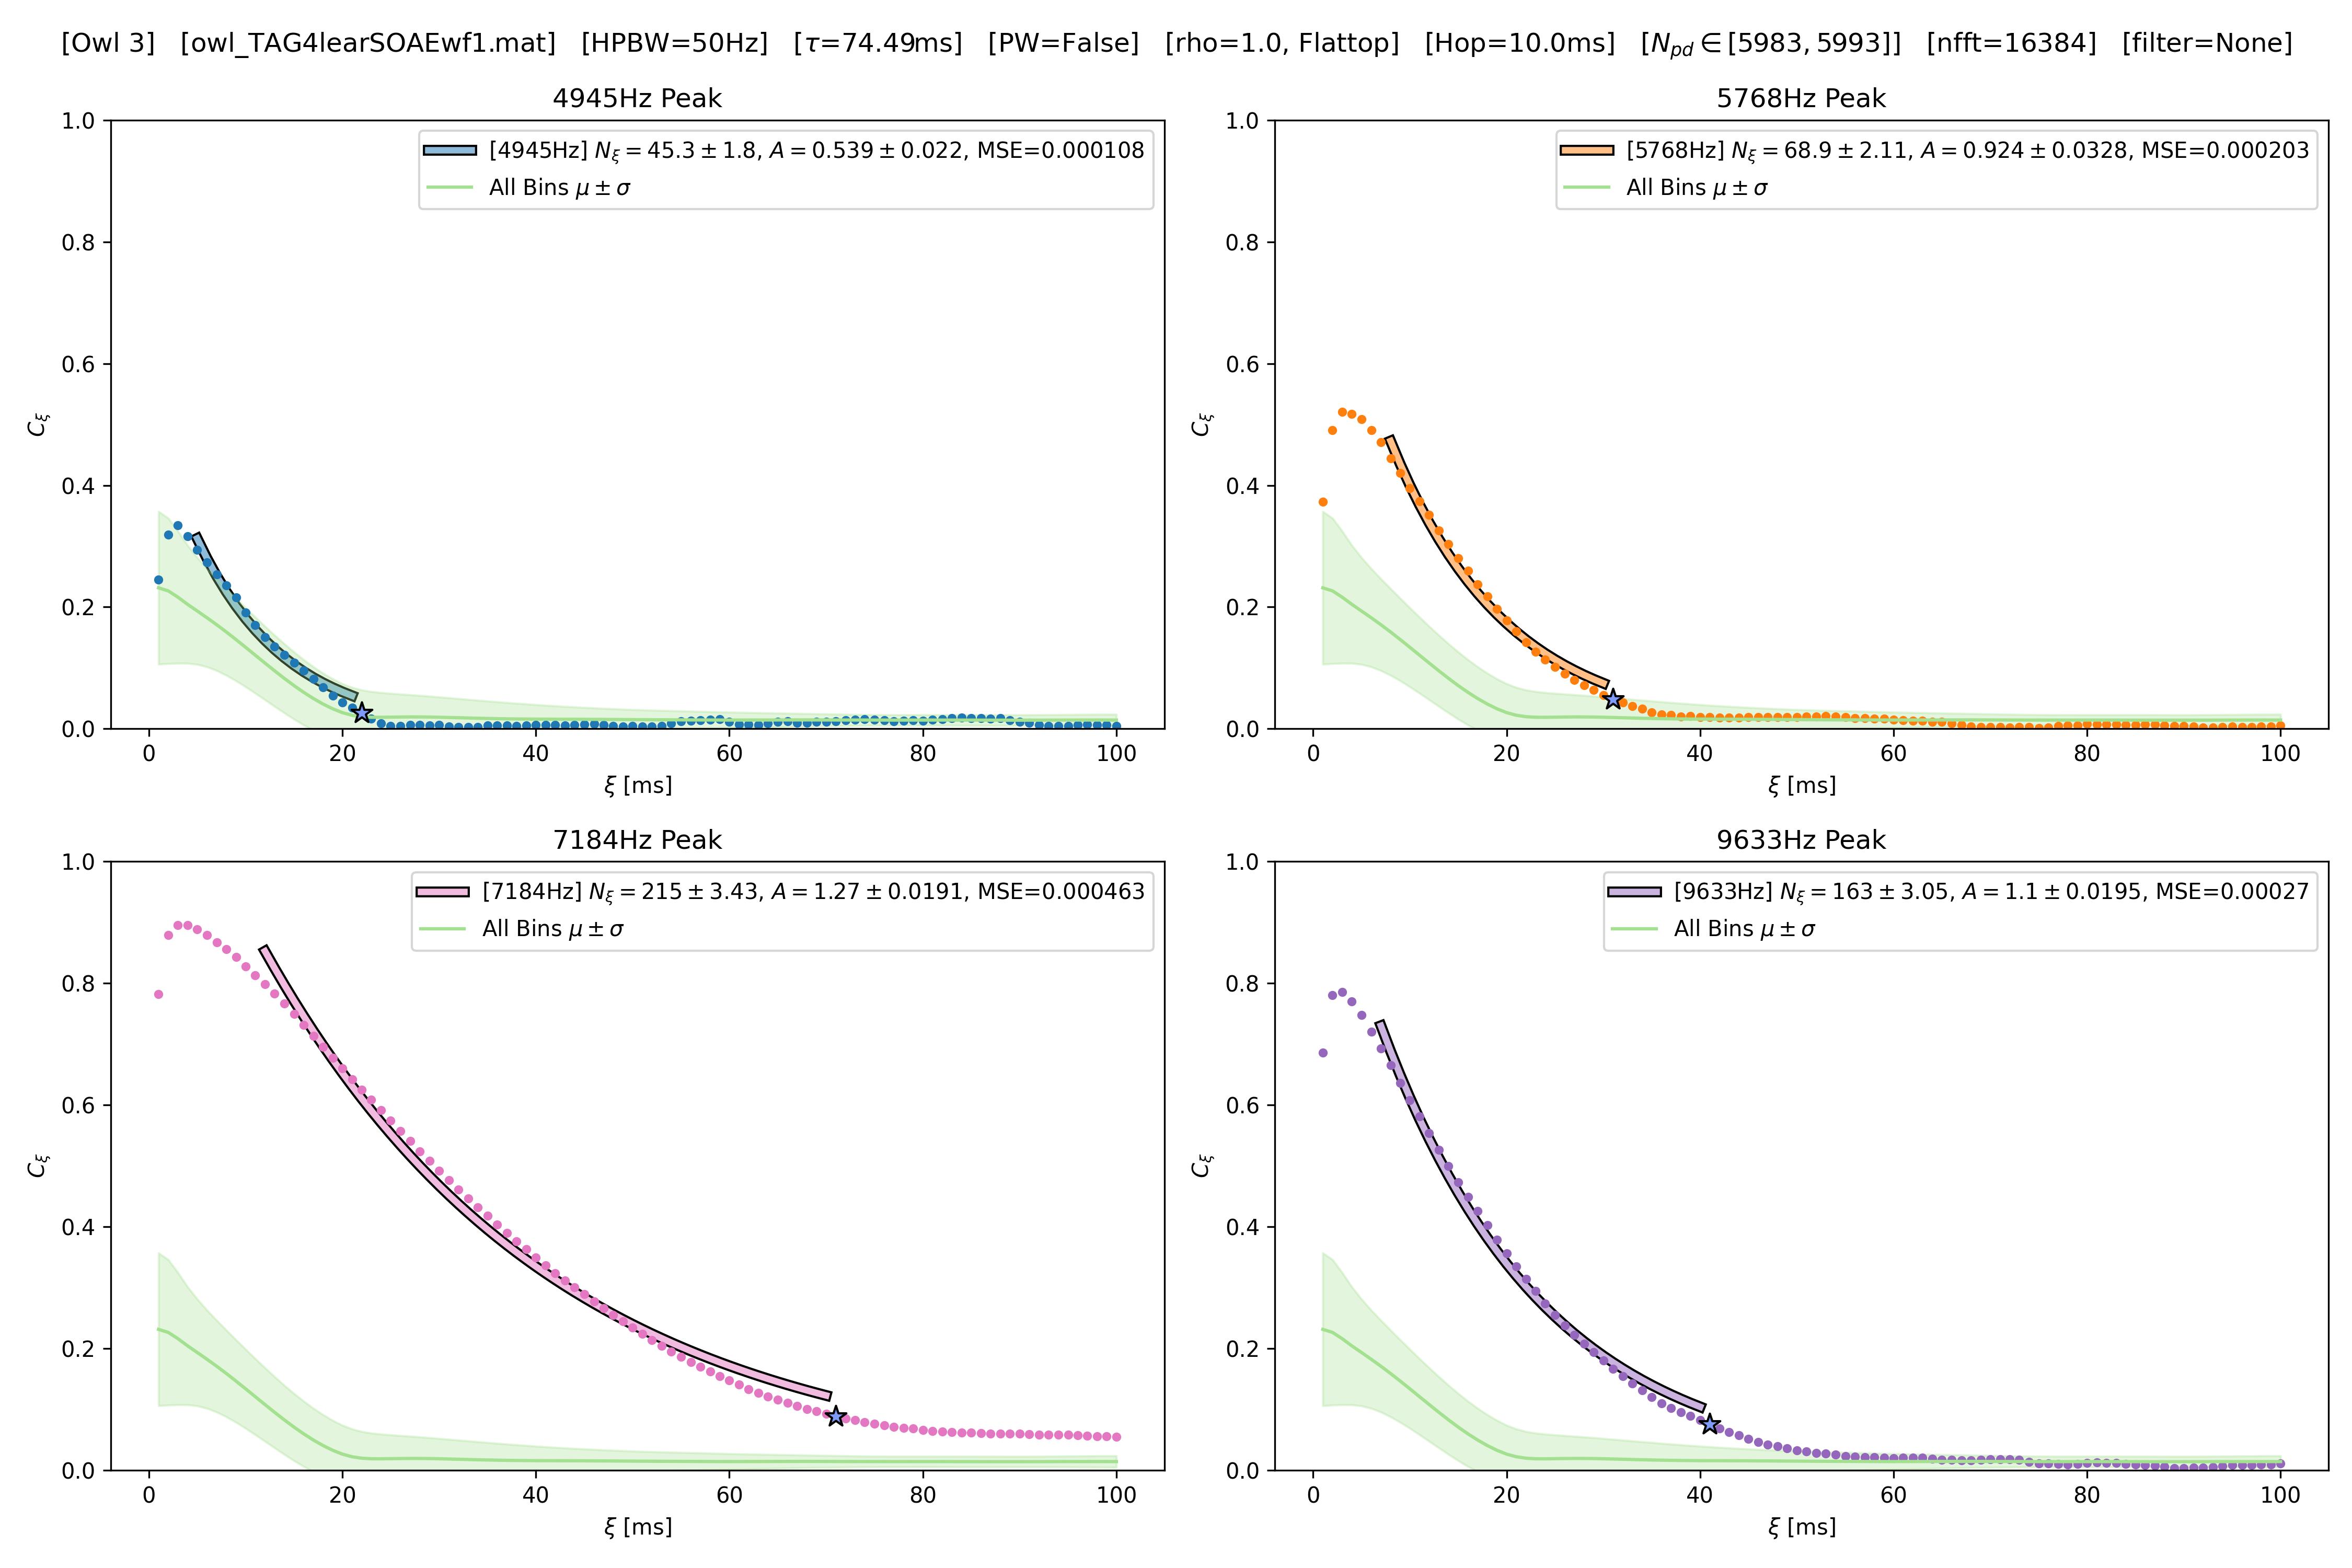 [Owl 3] [owl_TAG4learSOAEwf1.mat] [HPBW=50Hz] [τ=74.49ms] [PW=False] [rho=1.0, Flattop] [Hop=10.0ms] [N_pd ∈ [5983, 5993]] [nfft=16384] [filter=None]
4945Hz Peak
[4945Hz] N_ξ = 45.3 ± 1.8, A = 0.539 ± 0.022, MSE=0.000108
All Bins μ ± σ
1.0
0.8
0.6
0.4
0.2
0.0
C_ξ
0 20 40 60 80 100
ξ [ms]
5768Hz Peak
[5768Hz] N_ξ = 68.9 ± 2.11, A = 0.924 ± 0.0328, MSE=0.000203
All Bins μ ± σ
1.0
0.8
0.6
0.4
0.2
0.0
C_ξ
0 20 40 60 80 100
ξ [ms]
7184Hz Peak
[7184Hz] N_ξ = 215 ± 3.43, A = 1.27 ± 0.0191, MSE=0.000463
All Bins μ ± σ
1.0
0.8
0.6
0.4
0.2
0.0
C_ξ
0 20 40 60 80 100
ξ [ms]
9633Hz Peak
[9633Hz] N_ξ = 163 ± 3.05, A = 1.1 ± 0.0195, MSE=0.00027
All Bins μ ± σ
1.0
0.8
0.6
0.4
0.2
0.0
C_ξ
0 20 40 60 80 100
ξ [ms]